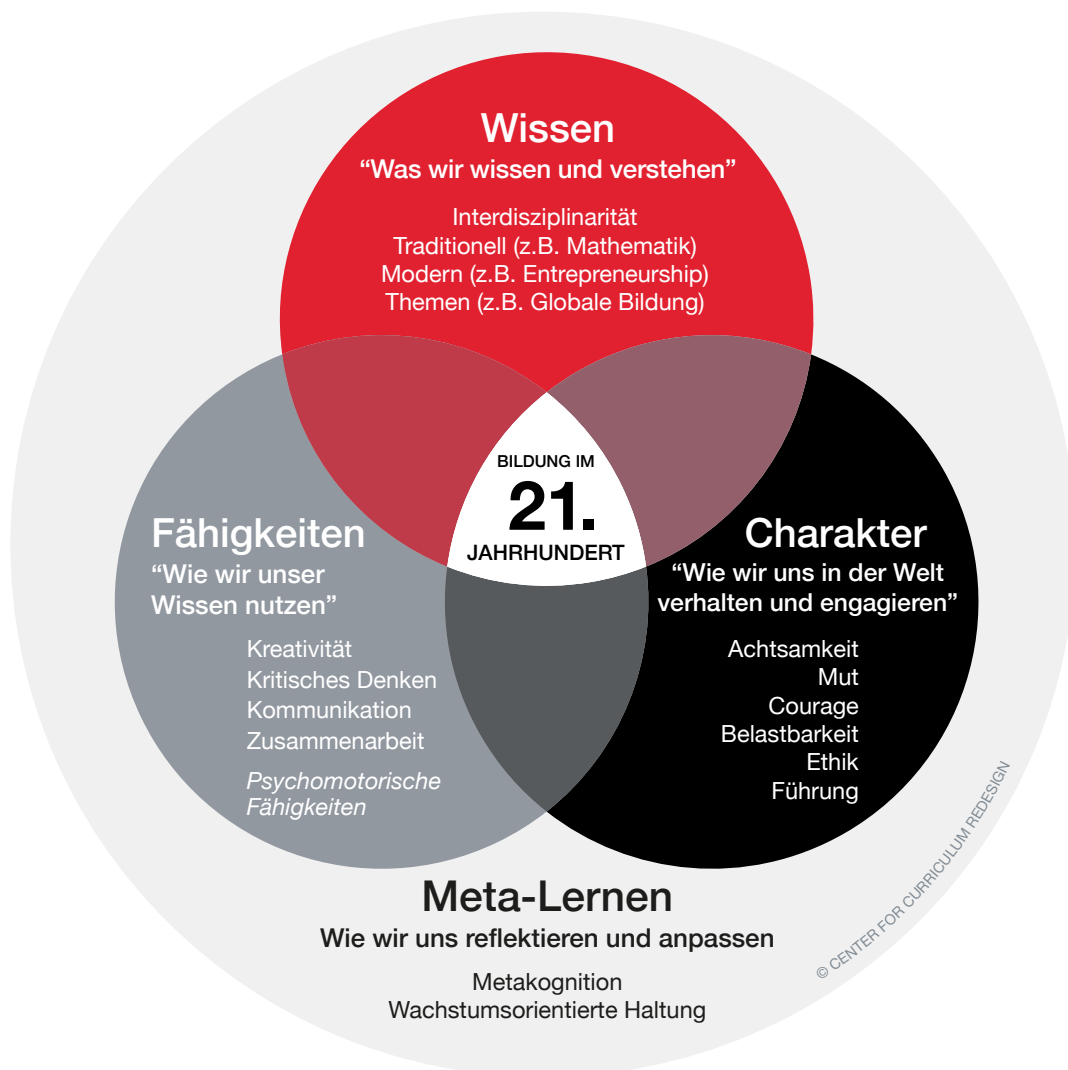 Wissen
“Was wir wissen und verstehen”
Interdisziplinarität
Traditionell (z.B. Mathematik)
Modern (z.B. Entrepreneurship)
Themen (z.B. Globale Bildung)
BILDUNG IM
21.
JAHRHUNDERT
Fähigkeiten
“Wie wir unser
Wissen nutzen”
Kreativität
Kritisches Denken
Kommunikation
Zusammenarbeit
Psychomotorische
Fähigkeiten
Charakter
“Wie wir uns in der Welt
verhalten und engagieren”
Achtsamkeit
Mut
Courage
Belastbarkeit
Ethik
Führung
Meta-Lernen
Wie wir uns reflektieren und anpassen
Metakognition
Wachstumsorientierte Haltung
© CENTER FOR CURRICULUM REDESIGN